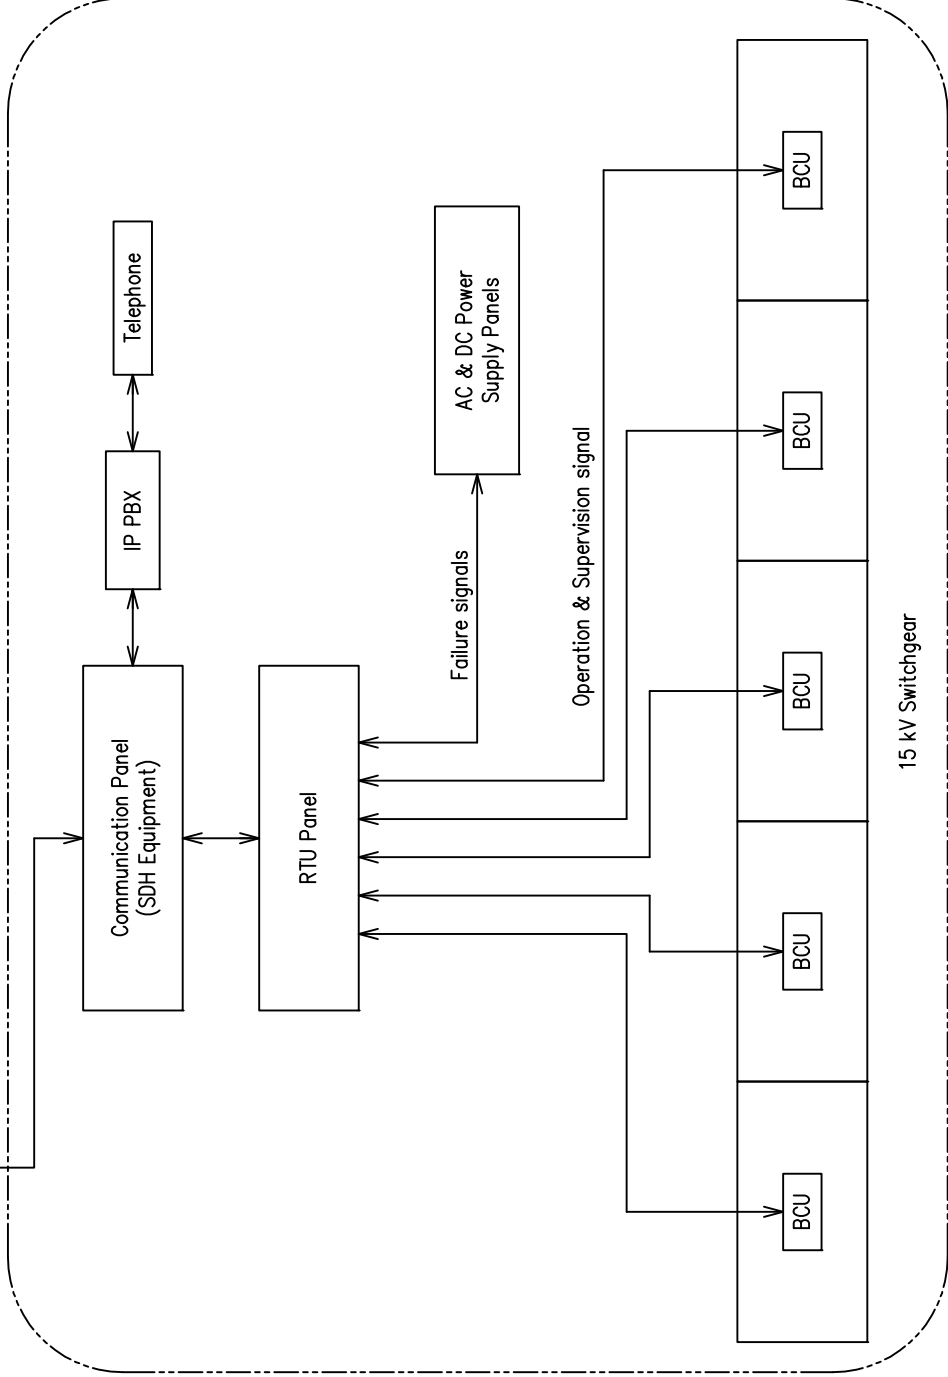 Telephone
IP PBX
Communication Panel
(SDH Equipment)
RTU Panel
AC & DC Power
Supply Panels
Failure signals
Operation & Supervision signal
BCU
BCU
BCU
BCU
BCU
15 kV Switchgear